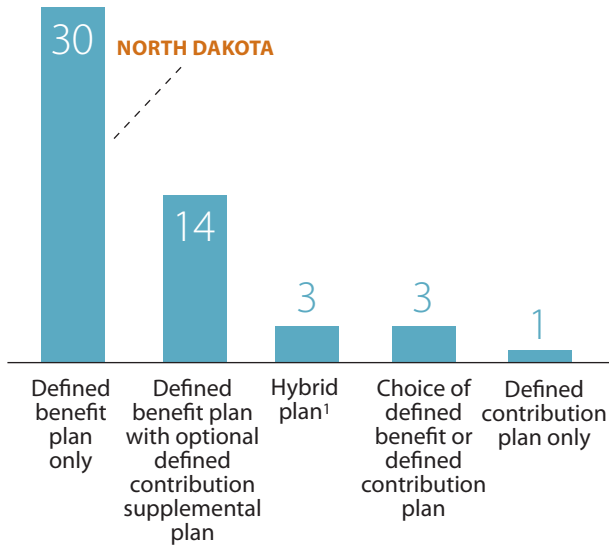 30
NORTH DAKOTA
14
3
3
1
Defined
benefit
plan
only
Defined
benefit plan
with optional
defined
contribution
supplemental
plan
Hybrid
plan¹
Choice of
defined
benefit or
defined
contribution
plan
Defined
contribution
plan only